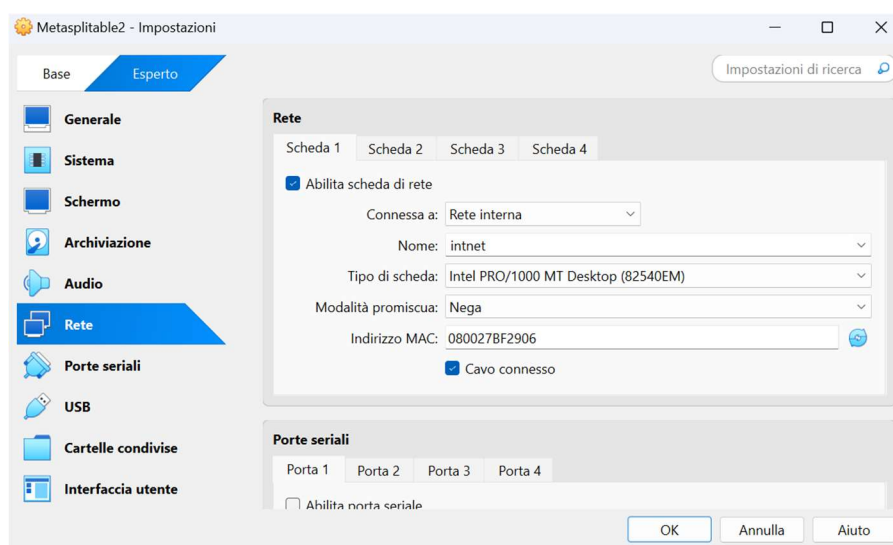 Metasplitable2 - Impostazioni
Base Esperto
Impostazioni di ricerca
Generale
Sistema
Schermo
Archiviazione
Audio
Rete
Porte seriali
USB
Cartelle condivise
Interfaccia utente
Rete
Scheda 1 Scheda 2 Scheda 3 Scheda 4
Abilita scheda di rete
Connessa a: Rete interna
Nome: intnet
Tipo di scheda: Intel PRO/1000 MT Desktop (82540EM)
Modalità promiscua: Nega
Indirizzo MAC: 080027BF2906
Cavo connesso
Porte seriali
Porta 1 Porta 2 Porta 3 Porta 4
Abilita porta seriale
OK Annulla Aiuto